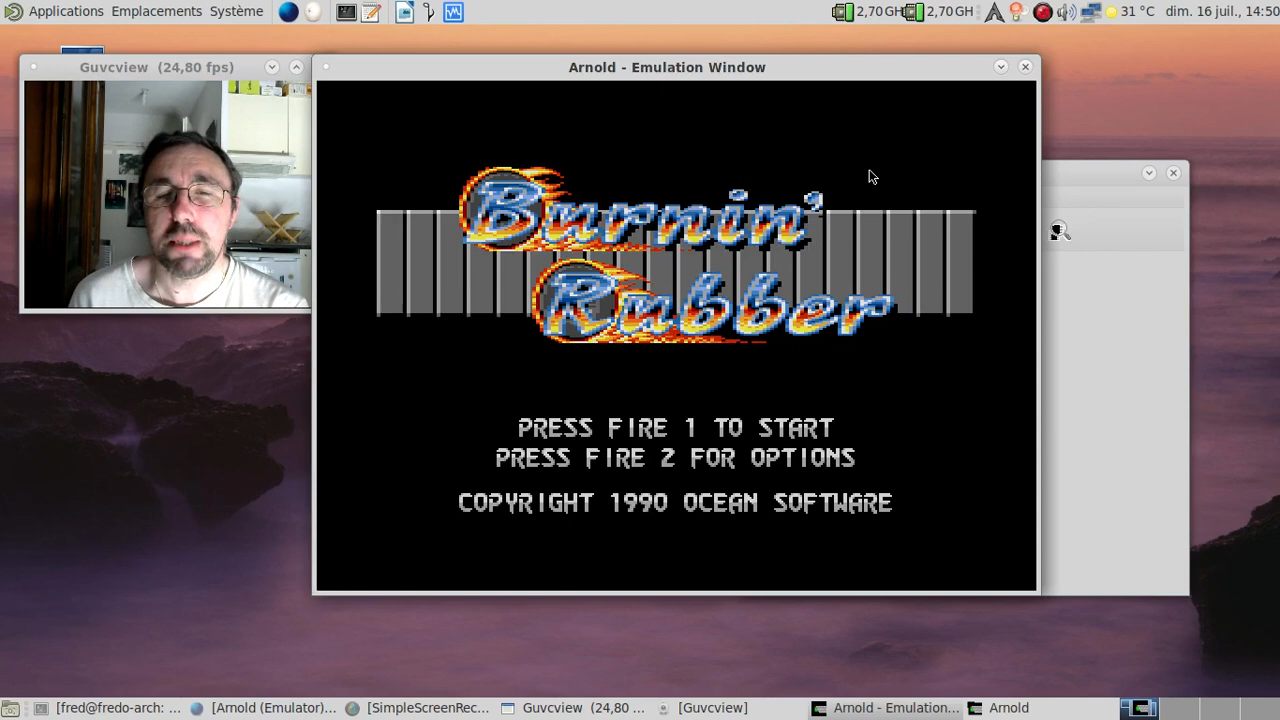 Applications Emplacements Système
2,70 GH 2,70 GH 31 °C dim. 16 juil., 14:50
Guvcview (24,80 fps)
Arnold - Emulation Window
Burnin'
Rubber
PRESS FIRE 1 TO START
PRESS FIRE 2 FOR OPTIONS
COPYRIGHT 1990 OCEAN SOFTWARE
[fred@fredo-arch: ... [Arnold (Emulator)... [SimpleScreenRec... Guvcview (24,80 ... [Guvcview] Arnold - Emulation... Arnold